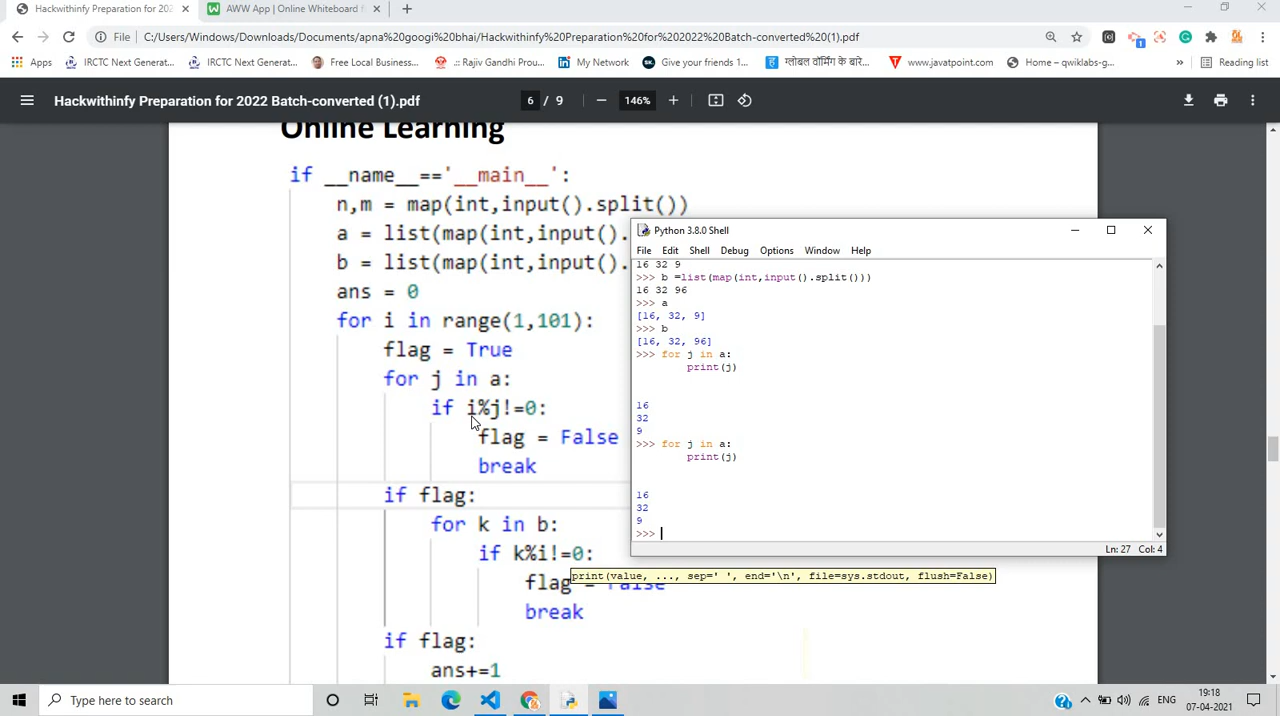 Hackwithinfy Preparation for 202
AWW App | Online Whiteboard f
File
C:/Users/Windows/Downloads/Documents/apna%20googi%20bhai/Hackwithinfy%20Preparation%20for%202022%20Batch-converted%20(1).pdf
Apps
IRCTC Next Generat...
IRCTC Next Generat...
Free Local Business...
.: Rajiv Gandhi Prou...
My Network
Give your friends 1...
ग्लोबल वॉर्मिंग के बारे...
www.javatpoint.com
Home – qwiklabs-g...
»
Reading list
Hackwithinfy Preparation for 2022 Batch-converted (1).pdf
6 / 9
146%
Online Learning
if __name__=='__main__':
n,m = map(int,input().split())
a = list(map(int,input().
b = list(map(int,input().
ans = 0
for i in range(1,101):
flag = True
for j in a:
if i%j!=0:
flag = False
break
if flag:
for k in b:
if k%i!=0:
flag = False
break
if flag:
ans+=1
Python 3.8.0 Shell
File Edit Shell Debug Options Window Help
16 32 9
>>> b =list(map(int,input().split()))
16 32 96
>>> a
[16, 32, 9]
>>> b
[16, 32, 96]
>>> for j in a:
print(j)
16
32
9
>>> for j in a:
print(j)
16
32
9
>>>
Ln: 27 Col: 4
print(value, ..., sep=' ', end='\n', file=sys.stdout, flush=False)
Type here to search
ENG
19:18
07-04-2021